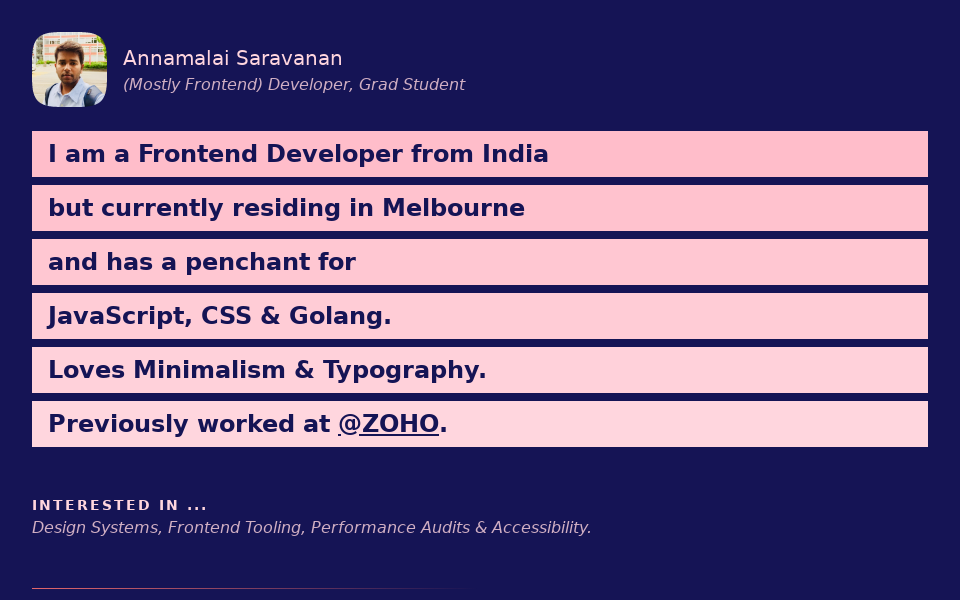 Annamalai Saravanan
(Mostly Frontend) Developer, Grad Student
I am a Frontend Developer from India
but currently residing in Melbourne
and has a penchant for
JavaScript, CSS & Golang.
Loves Minimalism & Typography.
Previously worked at @ZOHO.
INTERESTED IN ...
Design Systems, Frontend Tooling, Performance Audits & Accessibility.